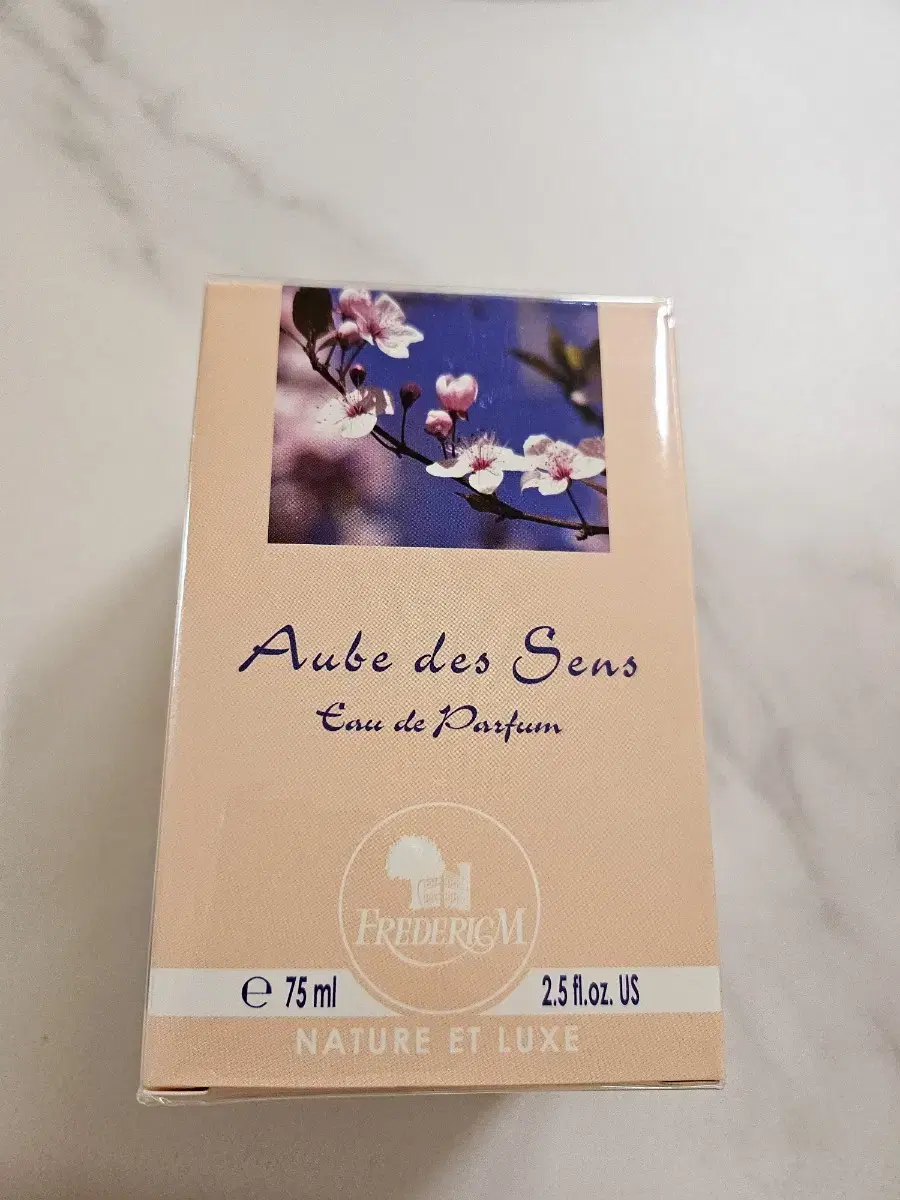 Aube des Sens
Eau de Parfum
FREDERIC M
℮ 75 ml 2.5 fl.oz. US
NATURE ET LUXE